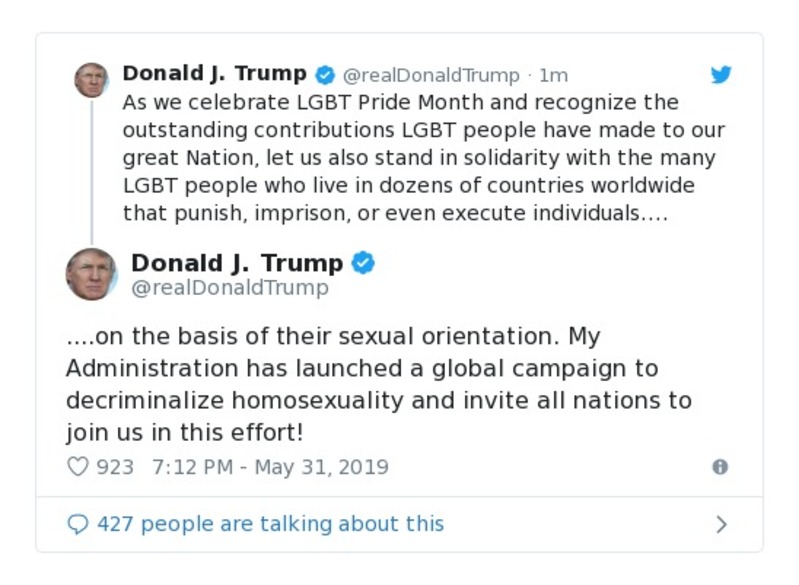 Donald J. Trump @realDonaldTrump · 1m
As we celebrate LGBT Pride Month and recognize the
outstanding contributions LGBT people have made to our
great Nation, let us also stand in solidarity with the many
LGBT people who live in dozens of countries worldwide
that punish, imprison, or even execute individuals....
Donald J. Trump
@realDonaldTrump
....on the basis of their sexual orientation. My
Administration has launched a global campaign to
decriminalize homosexuality and invite all nations to
join us in this effort!
923 7:12 PM - May 31, 2019
427 people are talking about this